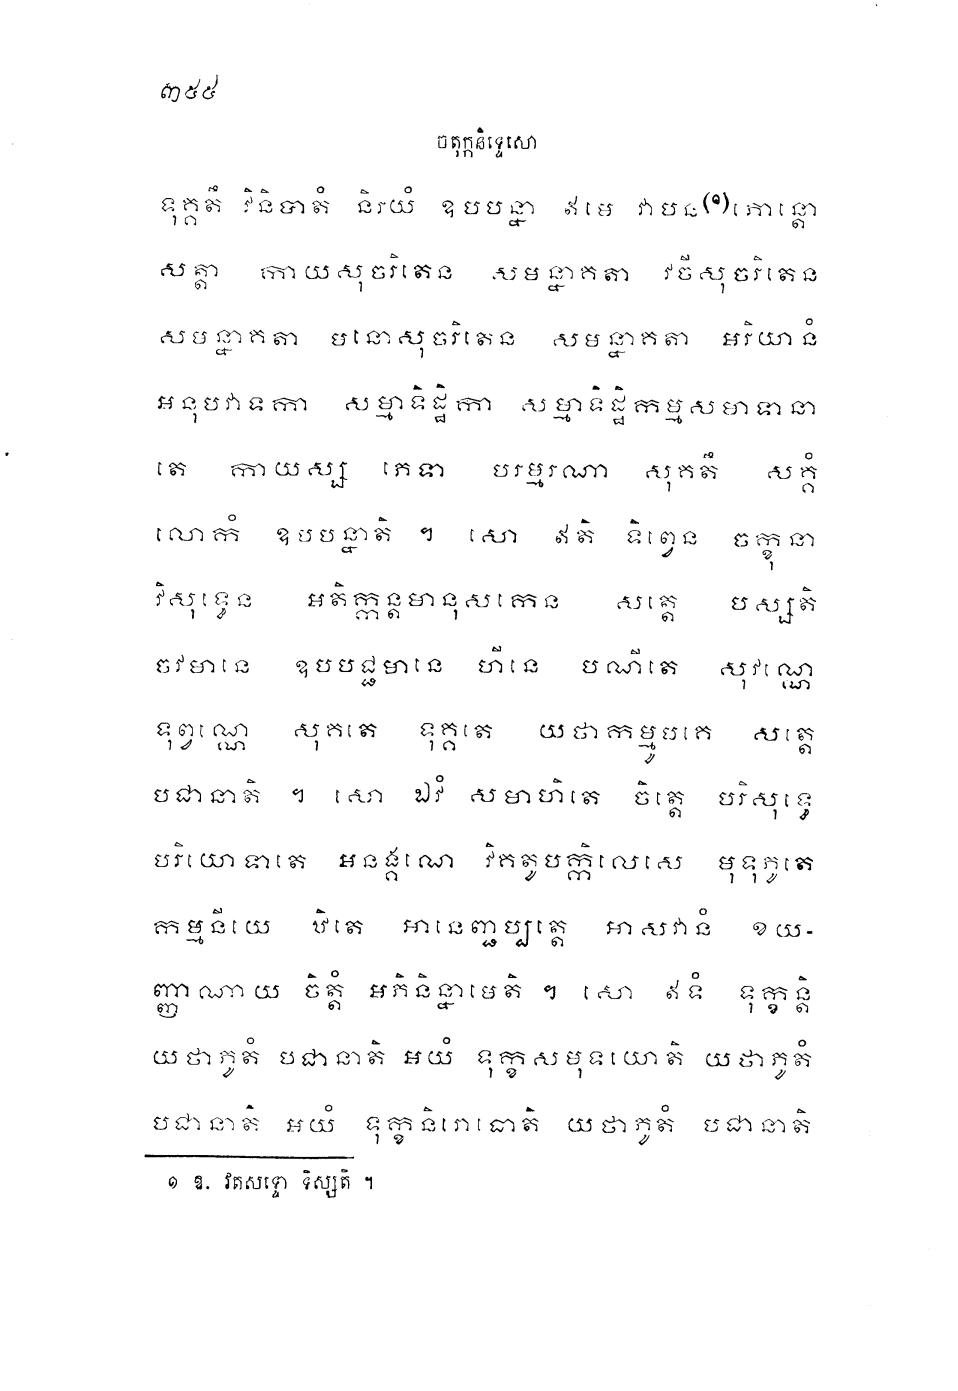 ៣៥៥
ចតុក្កនិទ្ទេសោ
ទុគ្គតឹ វិនិបាតំ និរយំ ឧបបន្នា ឥមេ វា បន(១)ភោន្តោ
សត្តា កាយសុចរិតេន សមន្នាគតា វចីសុចរិតេន
សមន្នាគតា មនោសុចរិតេន សមន្នាគតា អរិយានំ
អនុបវាទកា សម្មាទិដ្ឋិកា សម្មាទិដ្ឋិកម្មសមាទានា
តេ កាយស្ស ភេទា បរម្មរណា សុគតឹ សគ្គំ
លោកំ ឧបបន្នាតិ ។ សោ ឥតិ ទិព្វេន ចក្ខុនា
វិសុទ្ធេន អតិក្កន្តមានុសកេន សត្តេ បស្សតិ
ចវមានេ ឧបបជ្ជមានេ ហីនេ បណីតេ សុវណ្ណេ
ទុព្វណ្ណេ សុគតេ ទុគ្គតេ យថាកម្មូបគេ សត្តេ
បជានាតិ ។ សោ ឯវំ សមាហិតេ ចិត្តេ បរិសុទ្ធេ
បរិយោទាតេ អនង្គណេ វិគតូបក្កិលេសេ មុទុភូតេ
កម្មនីយេ ឋិតេ អានេញ្ជប្បត្តេ អាសវានំ ខយ-
ញ្ញាណាយ ចិត្តំ អភិនិន្នាមេតិ ។ សោ ឥទំ ទុក្ខន្តិ
យថាភូតំ បជានាតិ អយំ ទុក្ខសមុទយោតិ យថាភូតំ
បជានាតិ អយំ ទុក្ខនិរោធោតិ យថាភូតំ បជានាតិ
១ ឱ. វតសទ្ទោ ទិស្សតិ ។